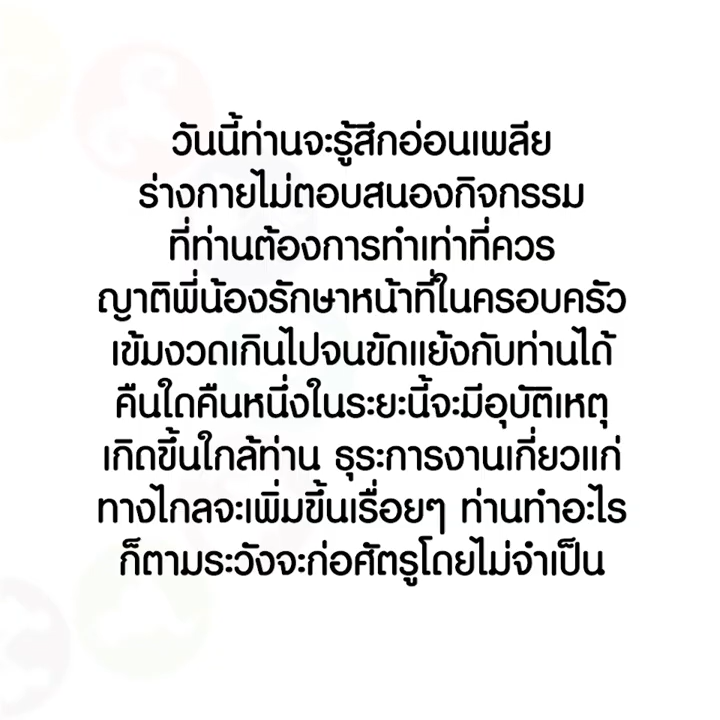 วันนี้ท่านจะรู้สึกอ่อนเพลีย
ร่างกายไม่ตอบสนองกิจกรรม
ที่ท่านต้องการทำเท่าที่ควร
ญาติพี่น้องรักษาหน้าที่ในครอบครัว
เข้มงวดเกินไปจนขัดแย้งกับท่านได้
คืนใดคืนหนึ่งในระยะนี้จะมีอุบัติเหตุ
เกิดขึ้นใกล้ท่าน ธุระการงานเกี่ยวแก่
ทางไกลจะเพิ่มขึ้นเรื่อยๆ ท่านทำอะไร
ก็ตามระวังจะก่อศัตรูโดยไม่จำเป็น